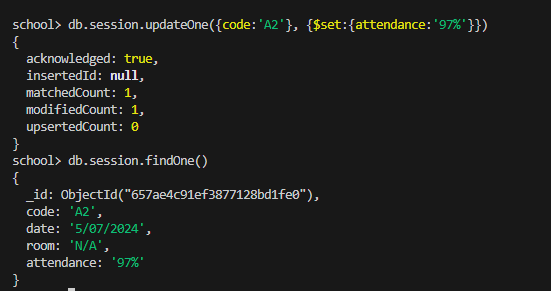 school> db.session.updateOne({code:'A2'}, {$set:{attendance:'97%'}})
{
  acknowledged: true,
  insertedId: null,
  matchedCount: 1,
  modifiedCount: 1,
  upsertedCount: 0
}
school> db.session.findOne()
{
  _id: ObjectId("657ae4c91ef3877128bd1fe0"),
  code: 'A2',
  date: '5/07/2024',
  room: 'N/A',
  attendance: '97%'
}